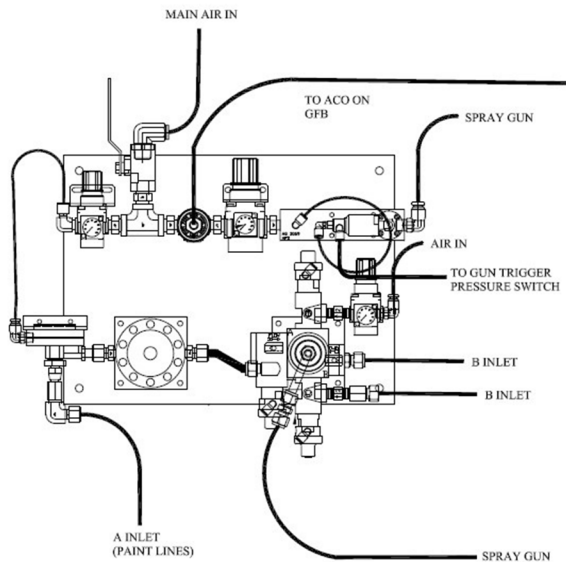 MAIN AIR IN
TO ACO ON
GFB
SPRAY GUN
AIR IN
TO GUN TRIGGER
PRESSURE SWITCH
B INLET
B INLET
A INLET
(PAINT LINES)
SPRAY GUN